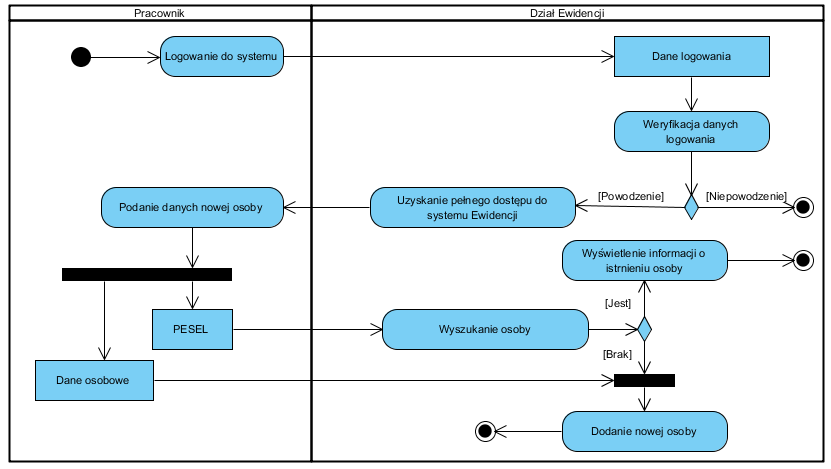 Pracownik
Dział Ewidencji
Logowanie do systemu
Dane logowania
Weryfikacja danych
logowania
[Powodzenie]
[Niepowodzenie]
Podanie danych nowej osoby
Uzyskanie pełnego dostępu do
systemu Ewidencji
Wyświetlenie informacji o
istrnieniu osoby
[Jest]
PESEL
Wyszukanie osoby
[Brak]
Dane osobowe
Dodanie nowej osoby